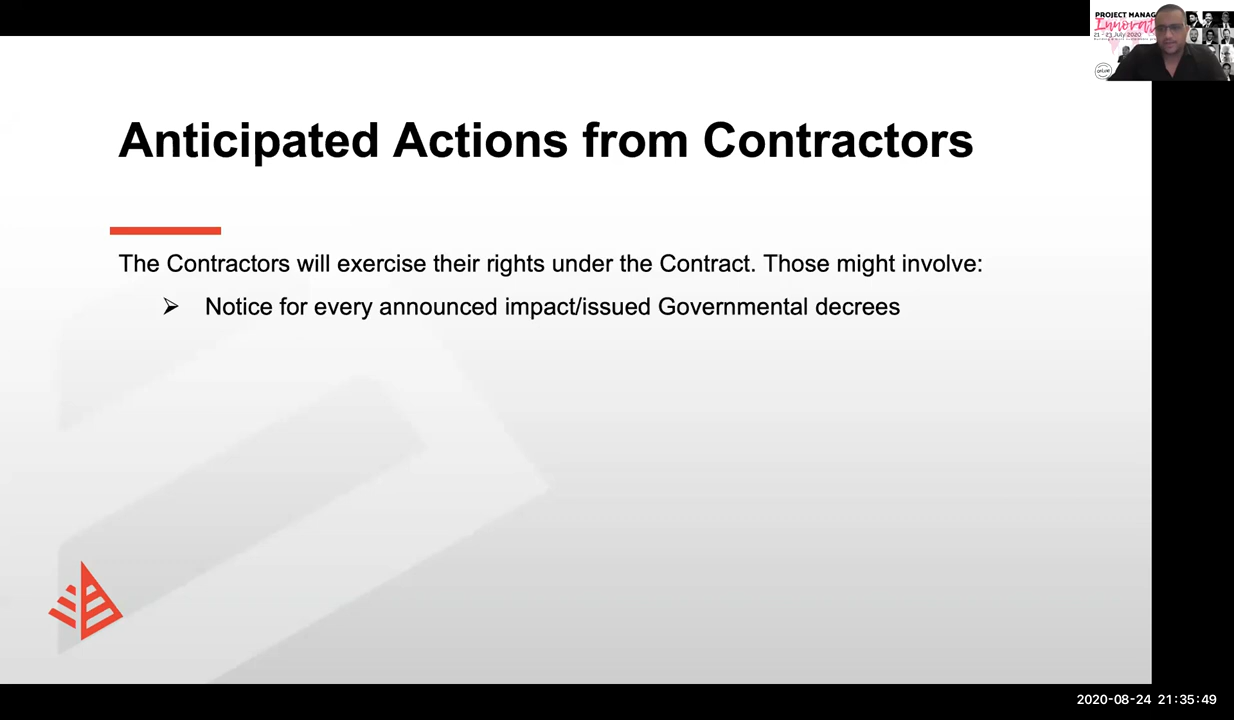 PROJECT MANAG
Innovat
21 - 23 July 2020
Anticipated Actions from Contractors
The Contractors will exercise their rights under the Contract. Those might involve:
➢ Notice for every announced impact/issued Governmental decrees
2020-08-24 21:35:49